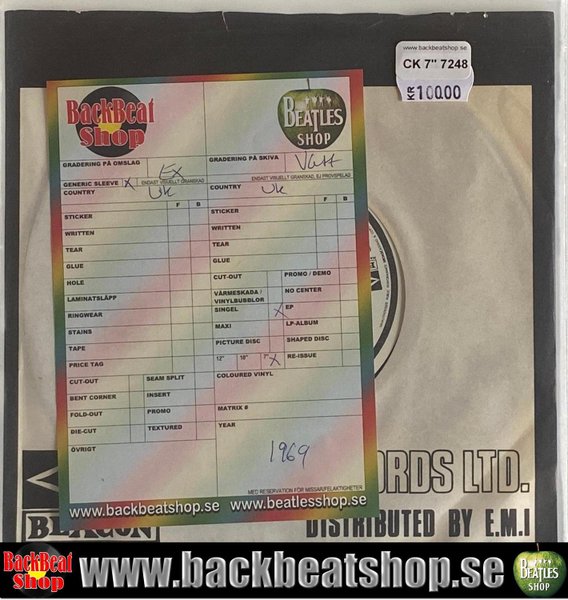 www.backbeatshop.se
CK 7" 7248
KR 100.00
BackBeat Shop
BEATLES SHOP
GRADERING PÅ OMSLAG Ex
GRADERING PÅ SKIVA VG++
GENERIC SLEEVE X ENDAST VISUELLT GRANSKAD
ENDAST VISUELLT GRANSKAD, EJ PROVSPELAD
COUNTRY UK
COUNTRY UK
F B
F B
STICKER
STICKER
WRITTEN
WRITTEN
TEAR
TEAR
GLUE
GLUE
HOLE
CUT-OUT
PROMO / DEMO
LAMINATSLÄPP
VÄRMESKADA / VINYLBUBBLOR
NO CENTER
RINGWEAR
SINGEL X
EP
STAINS
MAXI
LP-ALBUM
TAPE
PICTURE DISC
SHAPED DISC
PRICE TAG
12" 10" 7" X
RE-ISSUE
CUT-OUT
SEAM SPLIT
COLOURED VINYL
BENT CORNER
INSERT
FOLD-OUT
PROMO
MATRIX #
DIE-CUT
TEXTURED
YEAR
ÖVRIGT
1969
MED RESERVATION FÖR MISSAR/FELAKTIGHETER
www.backbeatshop.se www.beatlesshop.se
ORDS LTD.
BEACON
DISTRIBUTED BY E.M.I
BackBeat Shop
www.backbeatshop.se
BEATLES SHOP